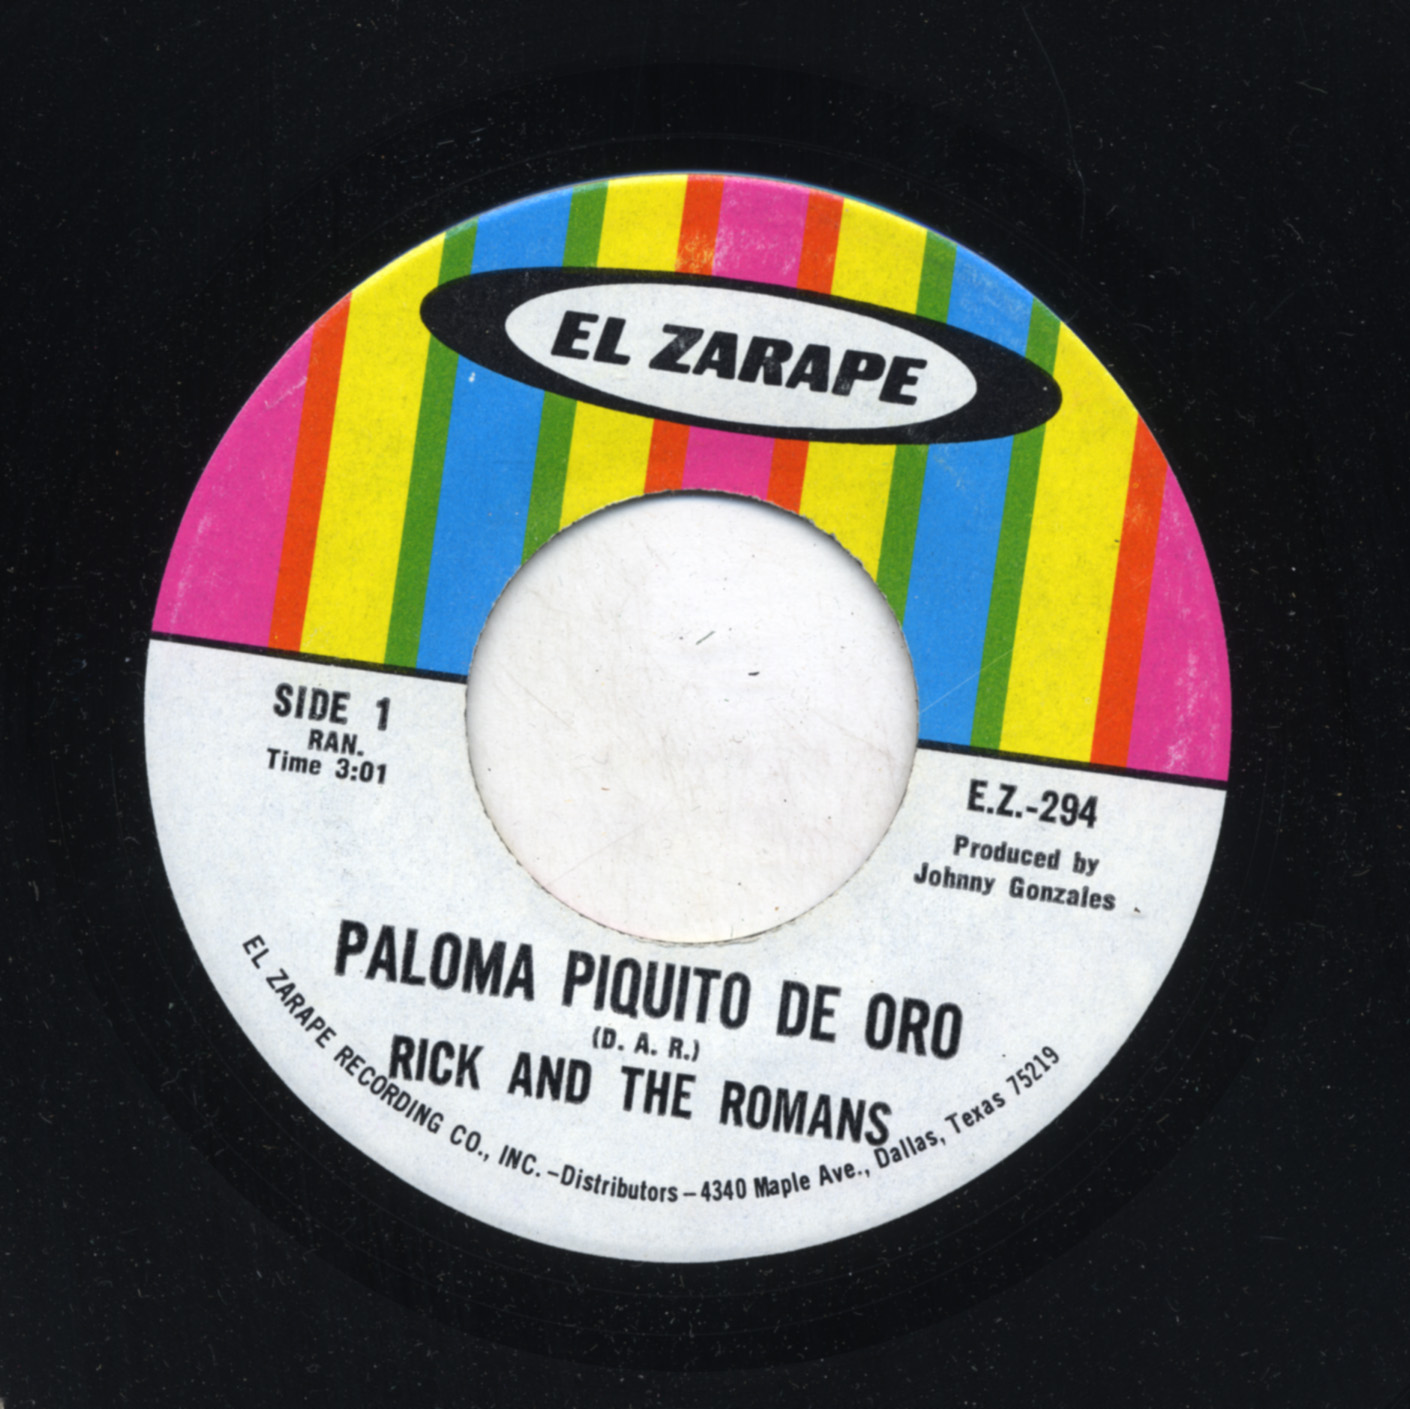 EL ZARAPE
SIDE 1
RAN.
Time 3:01
E.Z.-294
Produced by
Johnny Gonzales
PALOMA PIQUITO DE ORO
(D. A. R.)
RICK AND THE ROMANS
EL ZARAPE RECORDING CO., INC. -Distributors - 4340 Maple Ave., Dallas, Texas 75219